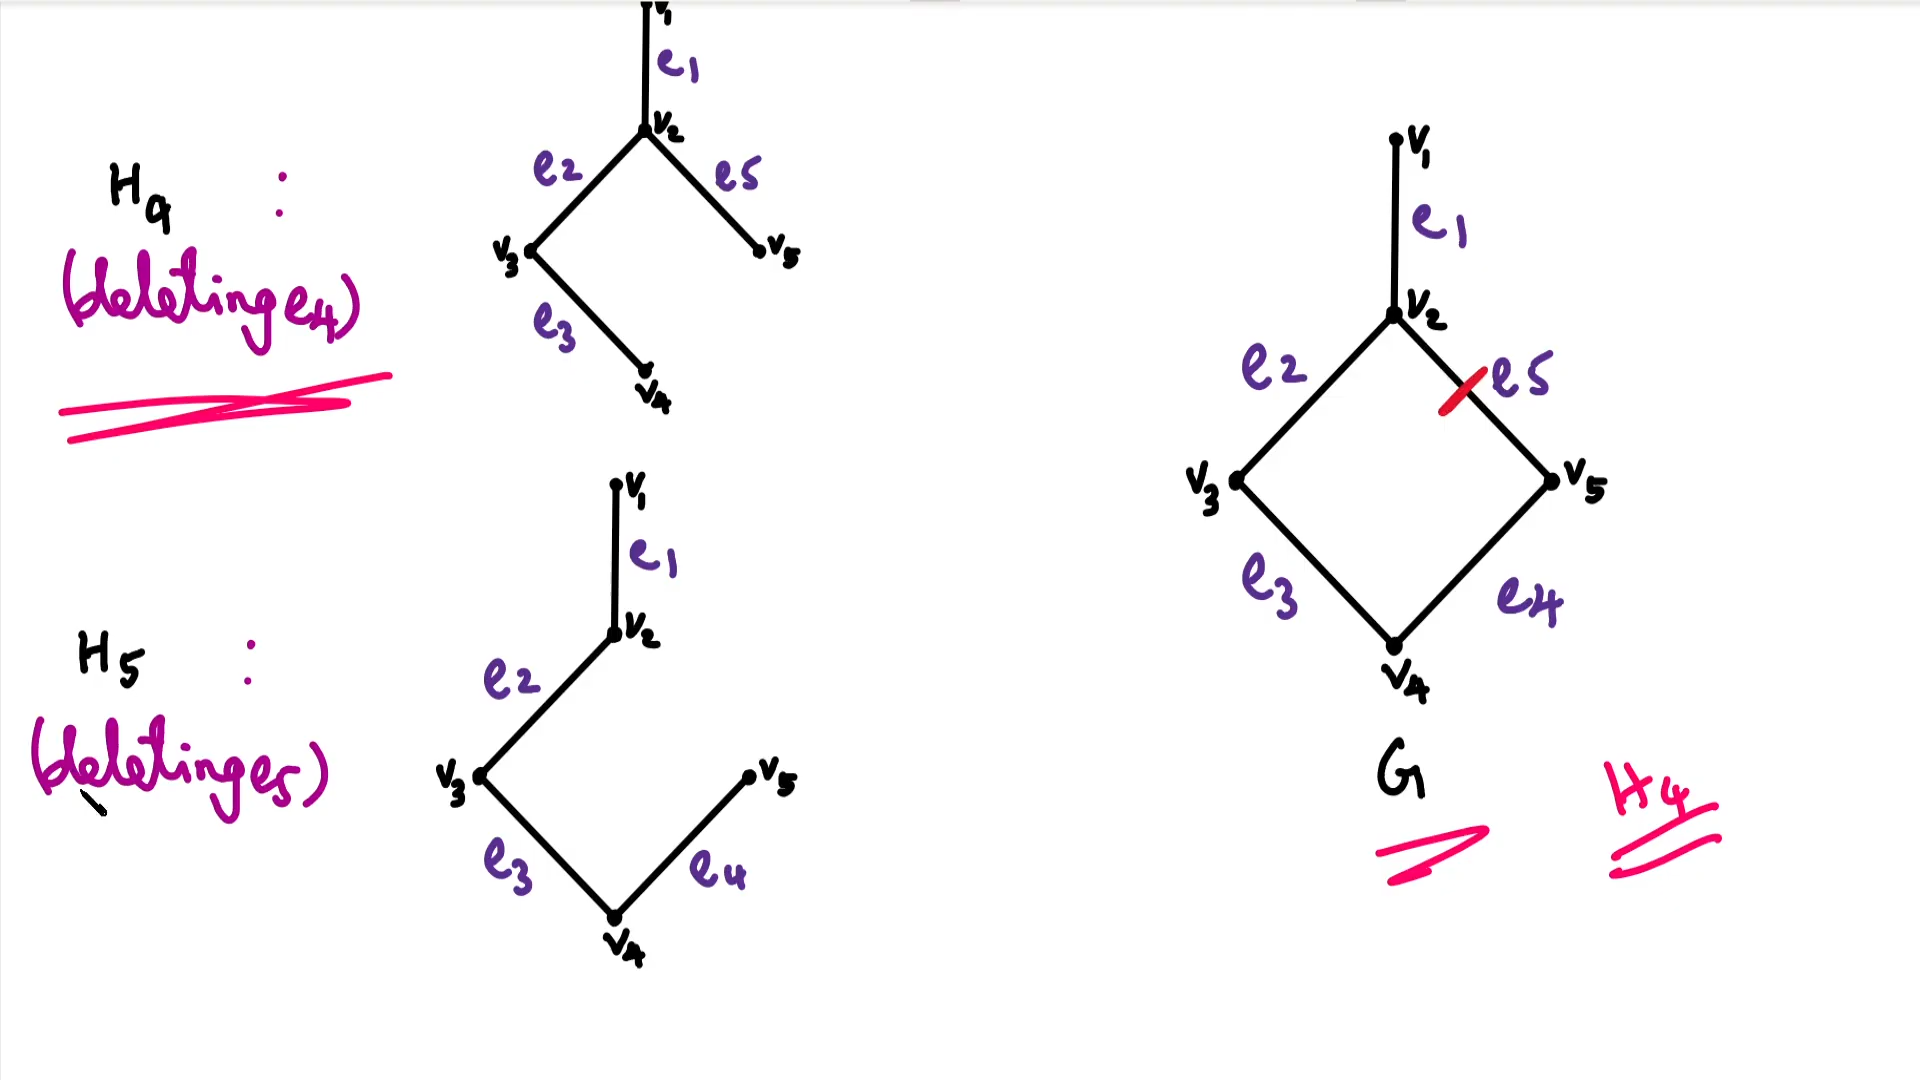 v1
e1
v2
e2
e5
v3
v5
e3
v4
H4 :
(deleting e4)
v1
e1
v2
e2
v3
v5
e3
e4
v4
H5 :
(deleting e5)
v1
e1
v2
e2
e5
v3
v5
e3
e4
v4
G
H4